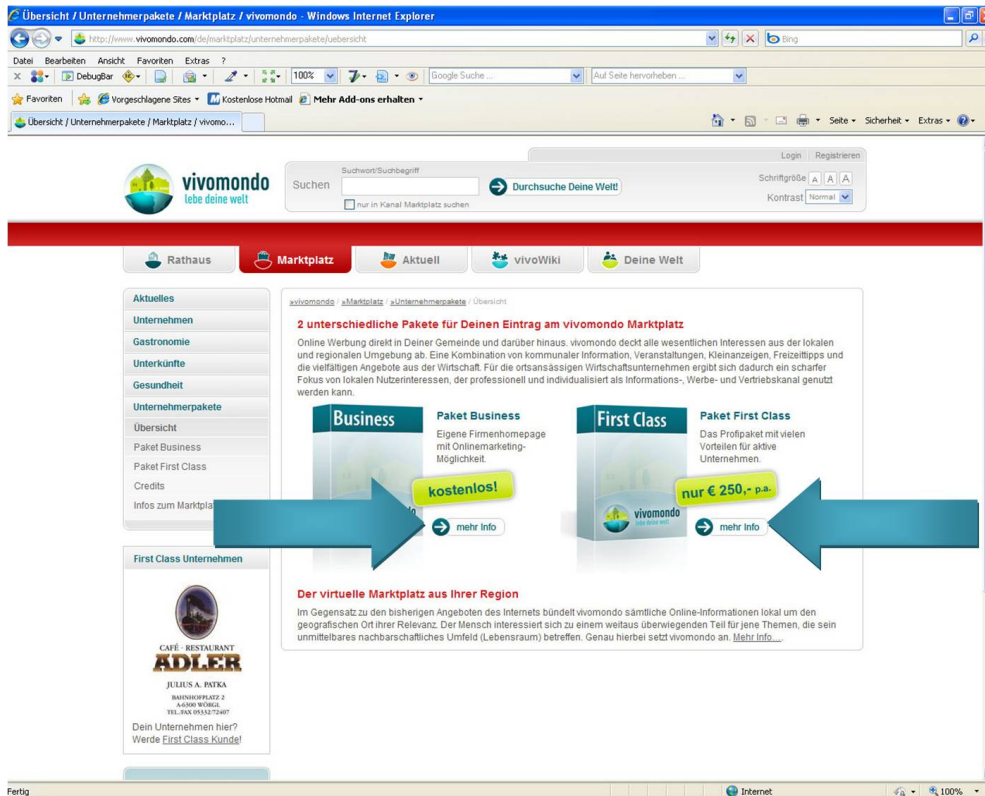 Übersicht / Unternehmerpakete / Marktplatz / vivomondo - Windows Internet Explorer
http://www.vivomondo.com/de/marktplatz/unternehmerpakete/uebersicht
Bing
Datei Bearbeiten Ansicht Favoriten Extras ?
x DebugBar 100% Google Suche ... Auf Seite hervorheben ...
Favoriten Vorgeschlagene Sites Kostenlose Hotmail Mehr Add-ons erhalten
Übersicht / Unternehmerpakete / Marktplatz / vivomo...
Seite Sicherheit Extras
Login Registrieren
vivomondo
lebe deine welt
Suchwort/Suchbegriff
Suchen
Durchsuche Deine Welt!
nur in Kanal Marktplatz suchen
Schriftgröße A A A
Kontrast Normal
Rathaus Marktplatz Aktuell vivoWiki Deine Welt
Aktuelles
Unternehmen
Gastronomie
Unterkünfte
Gesundheit
Unternehmerpakete
Übersicht
Paket Business
Paket First Class
Credits
Infos zum Marktpla
»vivomondo / »Marktplatz / »Unternehmerpakete / Übersicht
2 unterschiedliche Pakete für Deinen Eintrag am vivomondo Marktplatz
Online Werbung direkt in Deiner Gemeinde und darüber hinaus. vivomondo deckt alle wesentlichen Interessen aus der lokalen
und regionalen Umgebung ab. Eine Kombination von kommunaler Information, Veranstaltungen, Kleinanzeigen, Freizeittipps und
die vielfältigen Angebote aus der Wirtschaft. Für die ortsansässigen Wirtschaftsunternehmen ergibt sich dadurch ein scharfer
Fokus von lokalen Nutzerinteressen, der professionell und individualisiert als Informations-, Werbe- und Vertriebskanal genutzt
werden kann.
Business
Paket Business
Eigene Firmenhomepage
mit Onlinemarketing-
Möglichkeit.
kostenlos!
mehr Info
First Class
vivomondo
lebe deine welt
Paket First Class
Das Profipaket mit vielen
Vorteilen für aktive
Unternehmen.
nur € 250,- p.a.
mehr Info
Der virtuelle Marktplatz aus Ihrer Region
Im Gegensatz zu den bisherigen Angeboten des Internets bündelt vivomondo sämtliche Online-Informationen lokal um den
geografischen Ort ihrer Relevanz. Der Mensch interessiert sich zu einem weitaus überwiegenden Teil für jene Themen, die sein
unmittelbares nachbarschaftliches Umfeld (Lebensraum) betreffen. Genau hierbei setzt vivomondo an. Mehr Info...
First Class Unternehmen
CAFÉ - RESTAURANT
ADLER
JULIUS A. PATKA
BAHNHOFPLATZ 2
A-6300 WÖRGL
TEL./FAX 05332/72407
Dein Unternehmen hier?
Werde First Class Kunde!
Fertig
Internet
100%